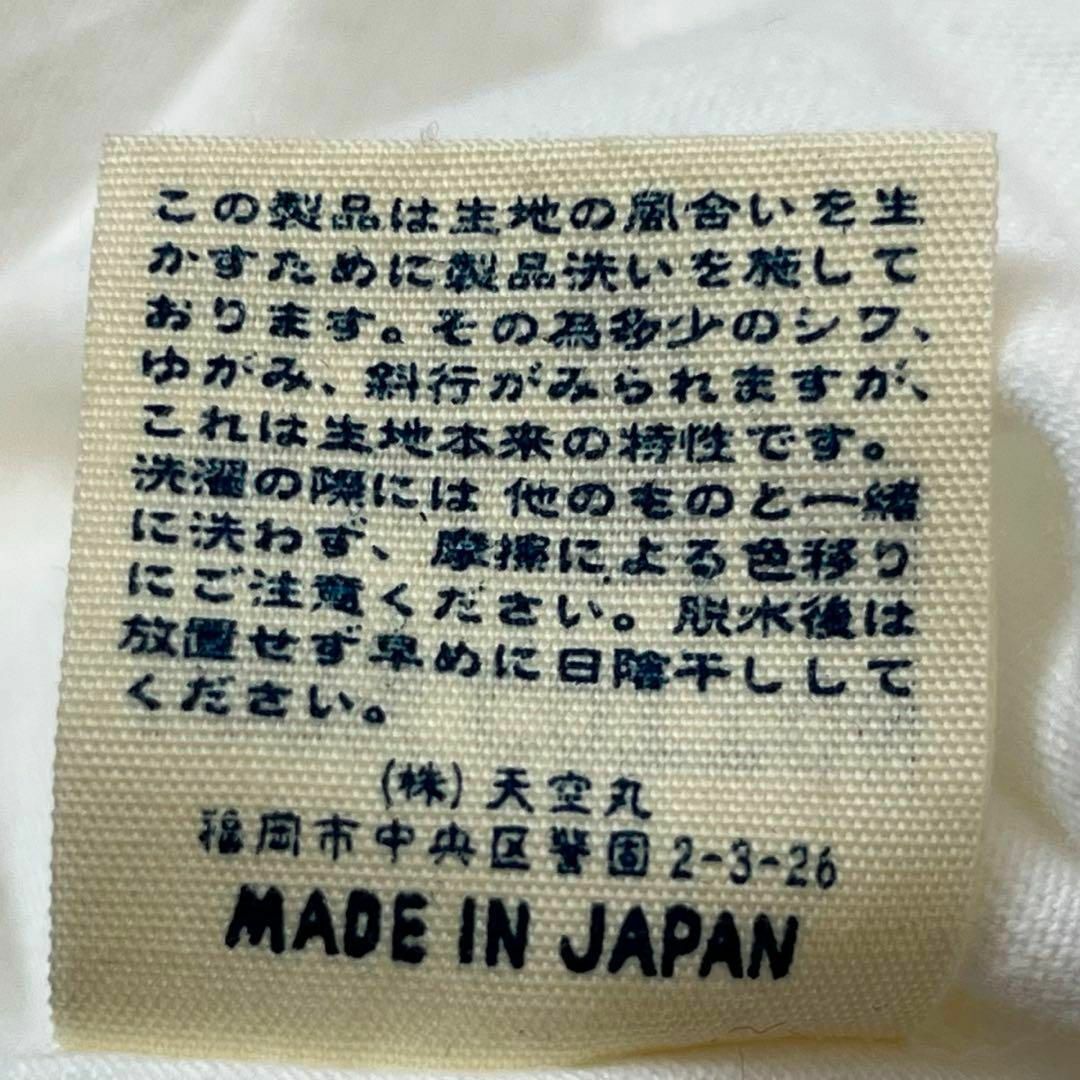 この製品は生地の風合いを生
かすために製品洗いを施して
おります。その為多少のシワ、
ゆがみ、斜行がみられますが、
これは生地本来の特性です。
洗濯の際には他のものと一緒
に洗わず、摩擦による色移り
にご注意ください。脱水後は
放置せず早めに日陰干しして
ください。
(株)天空丸
福岡市中央区警固2-3-26
MADE IN JAPAN